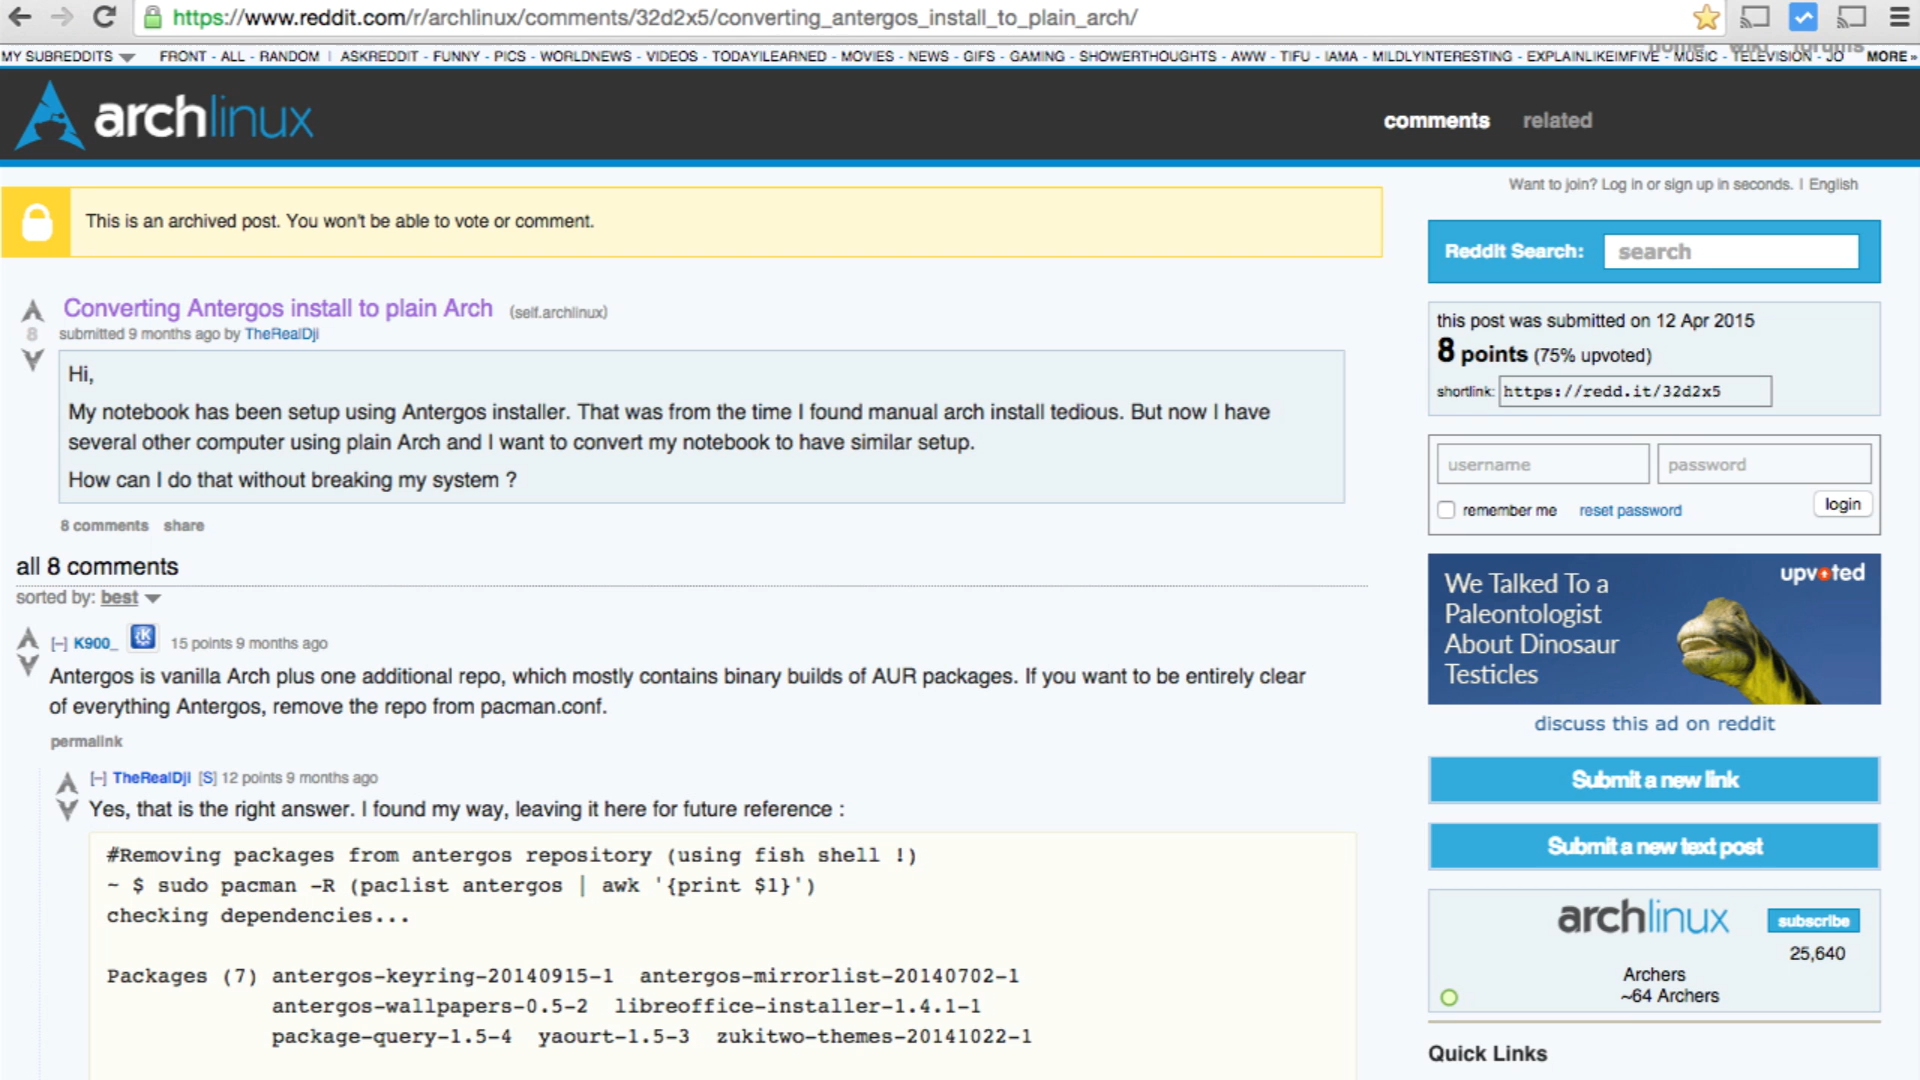 https://www.reddit.com/r/archlinux/comments/32d2x5/converting_antergos_install_to_plain_arch/
MY SUBREDDITS FRONT - ALL - RANDOM | ASKREDDIT - FUNNY - PICS - WORLDNEWS - VIDEOS - TODAYILEARNED - MOVIES - NEWS - GIFS - GAMING - SHOWERTHOUGHTS - AWW - TIFU - IAMA - MILDLYINTERESTING - EXPLAINLIKEIMFIVE - MUSIC - TELEVISION - JO MORE »
archlinux
comments related
Want to join? Log in or sign up in seconds. | English
This is an archived post. You won't be able to vote or comment.
Reddit Search: search
Converting Antergos install to plain Arch (self.archlinux)
8 submitted 9 months ago by TheRealDji
Hi,
My notebook has been setup using Antergos installer. That was from the time I found manual arch install tedious. But now I have
several other computer using plain Arch and I want to convert my notebook to have similar setup.
How can I do that without breaking my system ?
8 comments share
this post was submitted on 12 Apr 2015
8 points (75% upvoted)
shortlink: https://redd.it/32d2x5
username password
remember me reset password login
all 8 comments
sorted by: best
[–] K900_ 15 points 9 months ago
Antergos is vanilla Arch plus one additional repo, which mostly contains binary builds of AUR packages. If you want to be entirely clear
of everything Antergos, remove the repo from pacman.conf.
permalink
[–] TheRealDji [S] 12 points 9 months ago
Yes, that is the right answer. I found my way, leaving it here for future reference :
#Removing packages from antergos repository (using fish shell !)
~ $ sudo pacman -R (paclist antergos | awk '{print $1}')
checking dependencies...
Packages (7) antergos-keyring-20140915-1 antergos-mirrorlist-20140702-1
antergos-wallpapers-0.5-2 libreoffice-installer-1.4.1-1
package-query-1.5-4 yaourt-1.5-3 zukitwo-themes-20141022-1
upvoted
We Talked To a
Paleontologist
About Dinosaur
Testicles
discuss this ad on reddit
Submit a new link
Submit a new text post
archlinux subscribe
25,640
Archers
~64 Archers
Quick Links